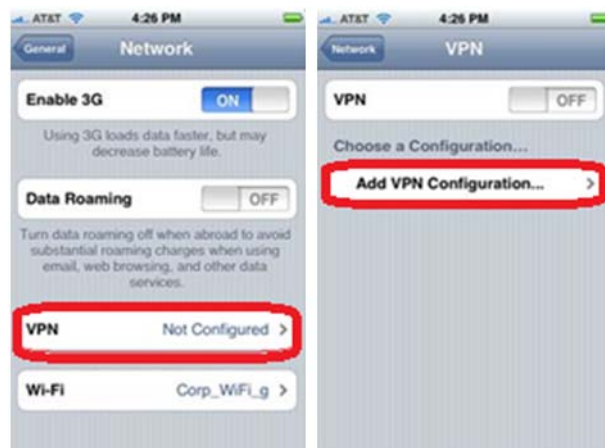 AT&T 4:26 PM
General Network
Enable 3G ON
Using 3G loads data faster, but may
decrease battery life.
Data Roaming OFF
Turn data roaming off when abroad to avoid
substantial roaming charges when using
email, web browsing, and other data
services.
VPN Not Configured
Wi-Fi Corp_WiFi_g
AT&T 4:26 PM
Network VPN
VPN OFF
Choose a Configuration...
Add VPN Configuration...